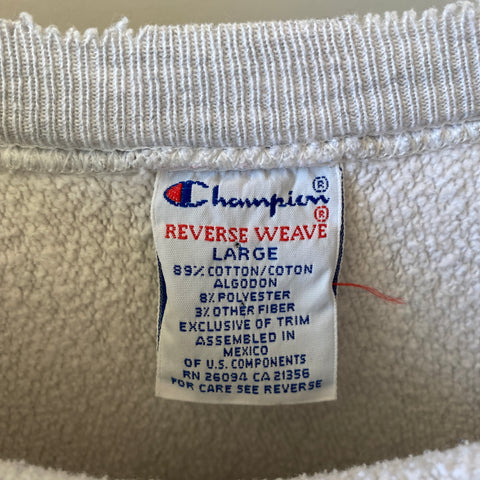 Champion®
REVERSE WEAVE®
LARGE
89% COTTON/COTON
ALGODON
8% POLYESTER
3% OTHER FIBER
EXCLUSIVE OF TRIM
ASSEMBLED IN
MEXICO
OF U.S. COMPONENTS
RN 26094 CA 21356
FOR CARE SEE REVERSE